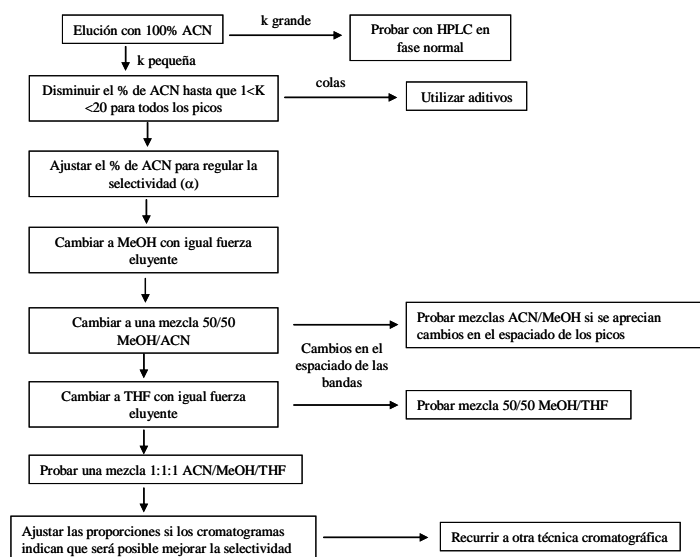 Elución con 100% ACN
k grande
Probar con HPLC en
fase normal
k pequeña
Disminuir el % de ACN hasta que 1<K
<20 para todos los picos
colas
Utilizar aditivos
Ajustar el % de ACN para regular la
selectividad (α)
Cambiar a MeOH con igual fuerza
eluyente
Cambiar a una mezcla 50/50
MeOH/ACN
Probar mezclas ACN/MeOH si se aprecian
cambios en el espaciado de los picos
Cambios en el
espaciado de las
bandas
Cambiar a THF con igual fuerza
eluyente
Probar mezcla 50/50 MeOH/THF
Probar una mezcla 1:1:1 ACN/MeOH/THF
Ajustar las proporciones si los cromatogramas
indican que será posible mejorar la selectividad
Recurrir a otra técnica cromatográfica